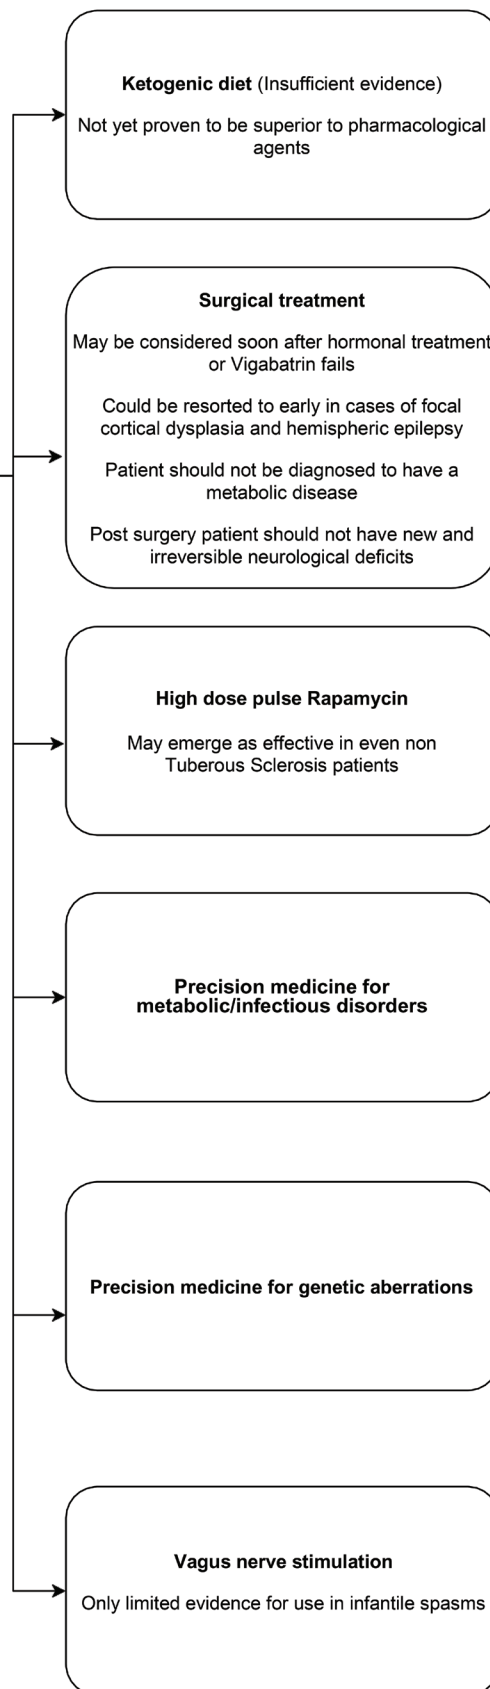 Ketogenic diet (Insufficient evidence)
Not yet proven to be superior to pharmacological
agents
Surgical treatment
May be considered soon after hormonal treatment
or Vigabatrin fails
Could be resorted to early in cases of focal
cortical dysplasia and hemispheric epilepsy
Patient should not be diagnosed to have a
metabolic disease
Post surgery patient should not have new and
irreversible neurological deficits
High dose pulse Rapamycin
May emerge as effective in even non
Tuberous Sclerosis patients
Precision medicine for
metabolic/infectious disorders
Precision medicine for genetic aberrations
Vagus nerve stimulation
Only limited evidence for use in infantile spasms